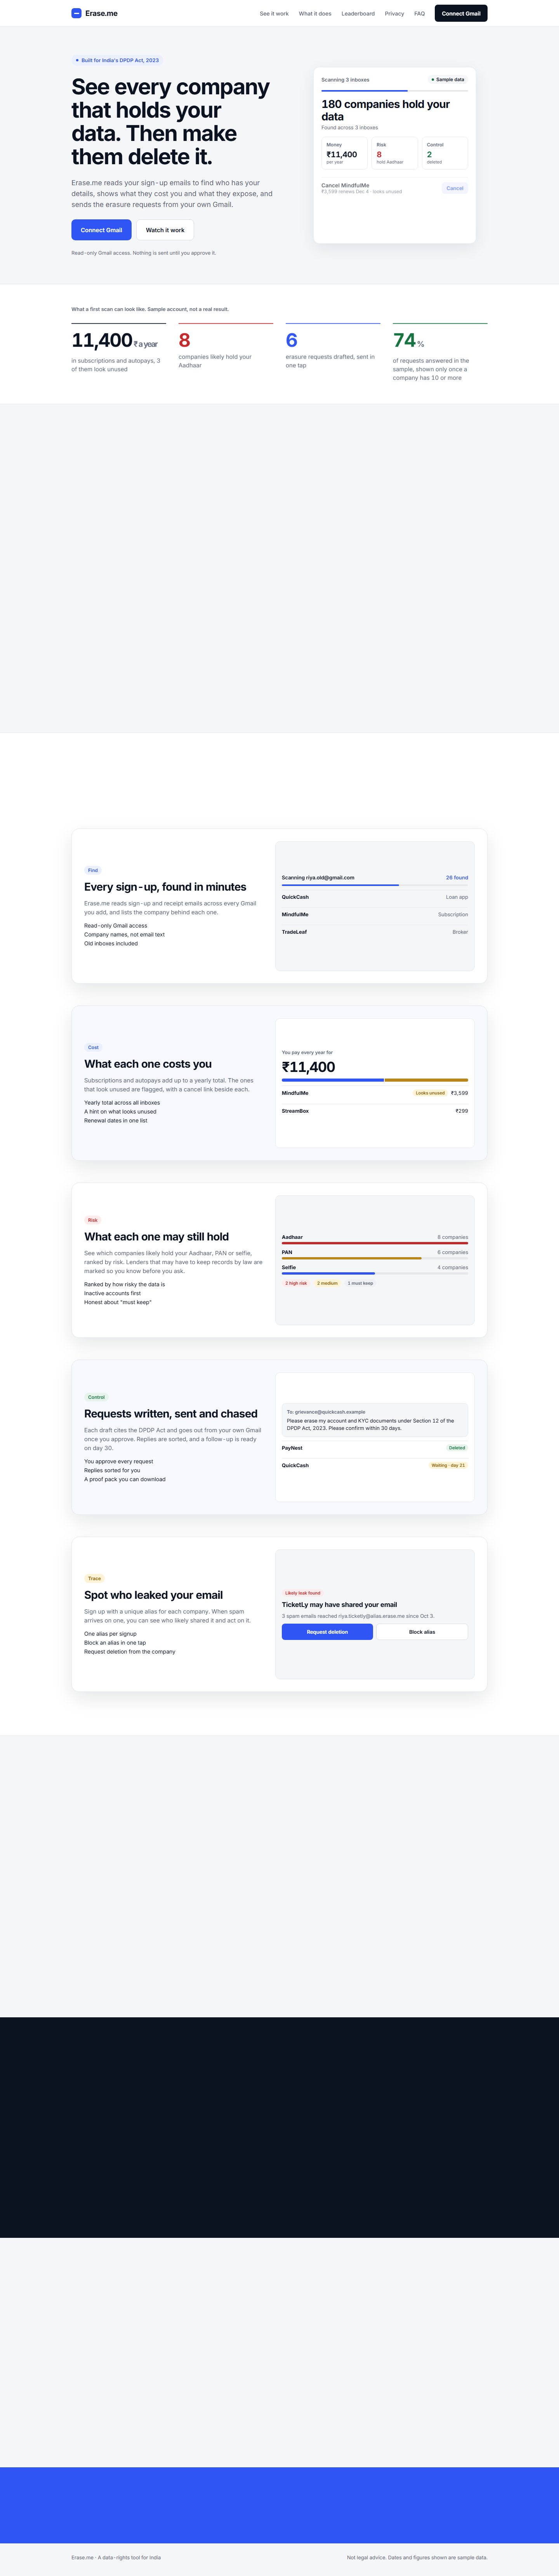 Erase.me
See it work
What it does
Leaderboard
Privacy
FAQ
Connect Gmail
Built for India's DPDP Act, 2023
See every company
that holds your
data. Then make
them delete it.
Erase.me reads your sign-up emails to find who has your
details, shows what they cost you and what they expose, and
sends the erasure requests from your own Gmail.
Connect Gmail
Watch it work
Read-only Gmail access. Nothing is sent until you approve it.
Scanning 3 inboxes
Sample data
180 companies hold your
data
Found across 3 inboxes
Money
₹11,400
per year
Risk
8
hold Aadhaar
Control
2
deleted
Cancel MindfulMe
₹3,599 renews Dec 4 · looks unused
Cancel
What a first scan can look like. Sample account, not a real result.
11,400 ₹ a year
in subscriptions and autopays, 3
of them look unused
8
companies likely hold your
Aadhaar
6
erasure requests drafted, sent in
one tap
74 %
of requests answered in the
sample, shown only once a
company has 10 or more
Find
Every sign-up, found in minutes
Erase.me reads sign-up and receipt emails across every Gmail
you add, and lists the company behind each one.
Read-only Gmail access
Company names, not email text
Old inboxes included
Scanning riya.old@gmail.com
28 found
QuickCash
Loan app
MindfulMe
Subscription
TradeLeaf
Broker
Cost
What each one costs you
Subscriptions and autopays add up to a yearly total. The ones
that look unused are flagged, with a cancel link beside each.
Yearly total across all inboxes
A hint on what looks unused
Renewal dates in one list
You pay every year for
₹11,400
MindfulMe
Looks unused
₹3,599
StreamBox
₹299
Risk
What each one may still hold
See which companies likely hold your Aadhaar, PAN or selfie,
ranked by risk. Lenders that may have to keep records by law are
marked so you know before you ask.
Ranked by how risky the data is
Inactive accounts first
Honest about "must keep"
Aadhaar
8 companies
PAN
6 companies
Selfie
4 companies
2 high risk
2 medium
1 must keep
Control
Requests written, sent and chased
Each draft cites the DPDP Act and goes out from your own Gmail
once you approve. Replies are sorted, and a follow-up is ready
on day 30.
You approve every request
Replies sorted for you
A proof pack you can download
To: grievance@quickcash.example
Please erase my account and KYC documents under Section 12 of the
DPDP Act, 2023. Please confirm within 30 days.
PayNest
Deleted
QuickCash
Waiting · day 21
Trace
Spot who leaked your email
Sign up with a unique alias for each company. When spam
arrives on one, you can see who likely shared it and act on it.
One alias per signup
Block an alias in one tap
Request deletion from the company
Likely leak found
TicketLy may have shared your email
3 spam emails reached riya.ticketly@alias.erase.me since Oct 3.
Request deletion
Block alias
Erase.me · A data-rights tool for India
Not legal advice. Dates and figures shown are sample data.